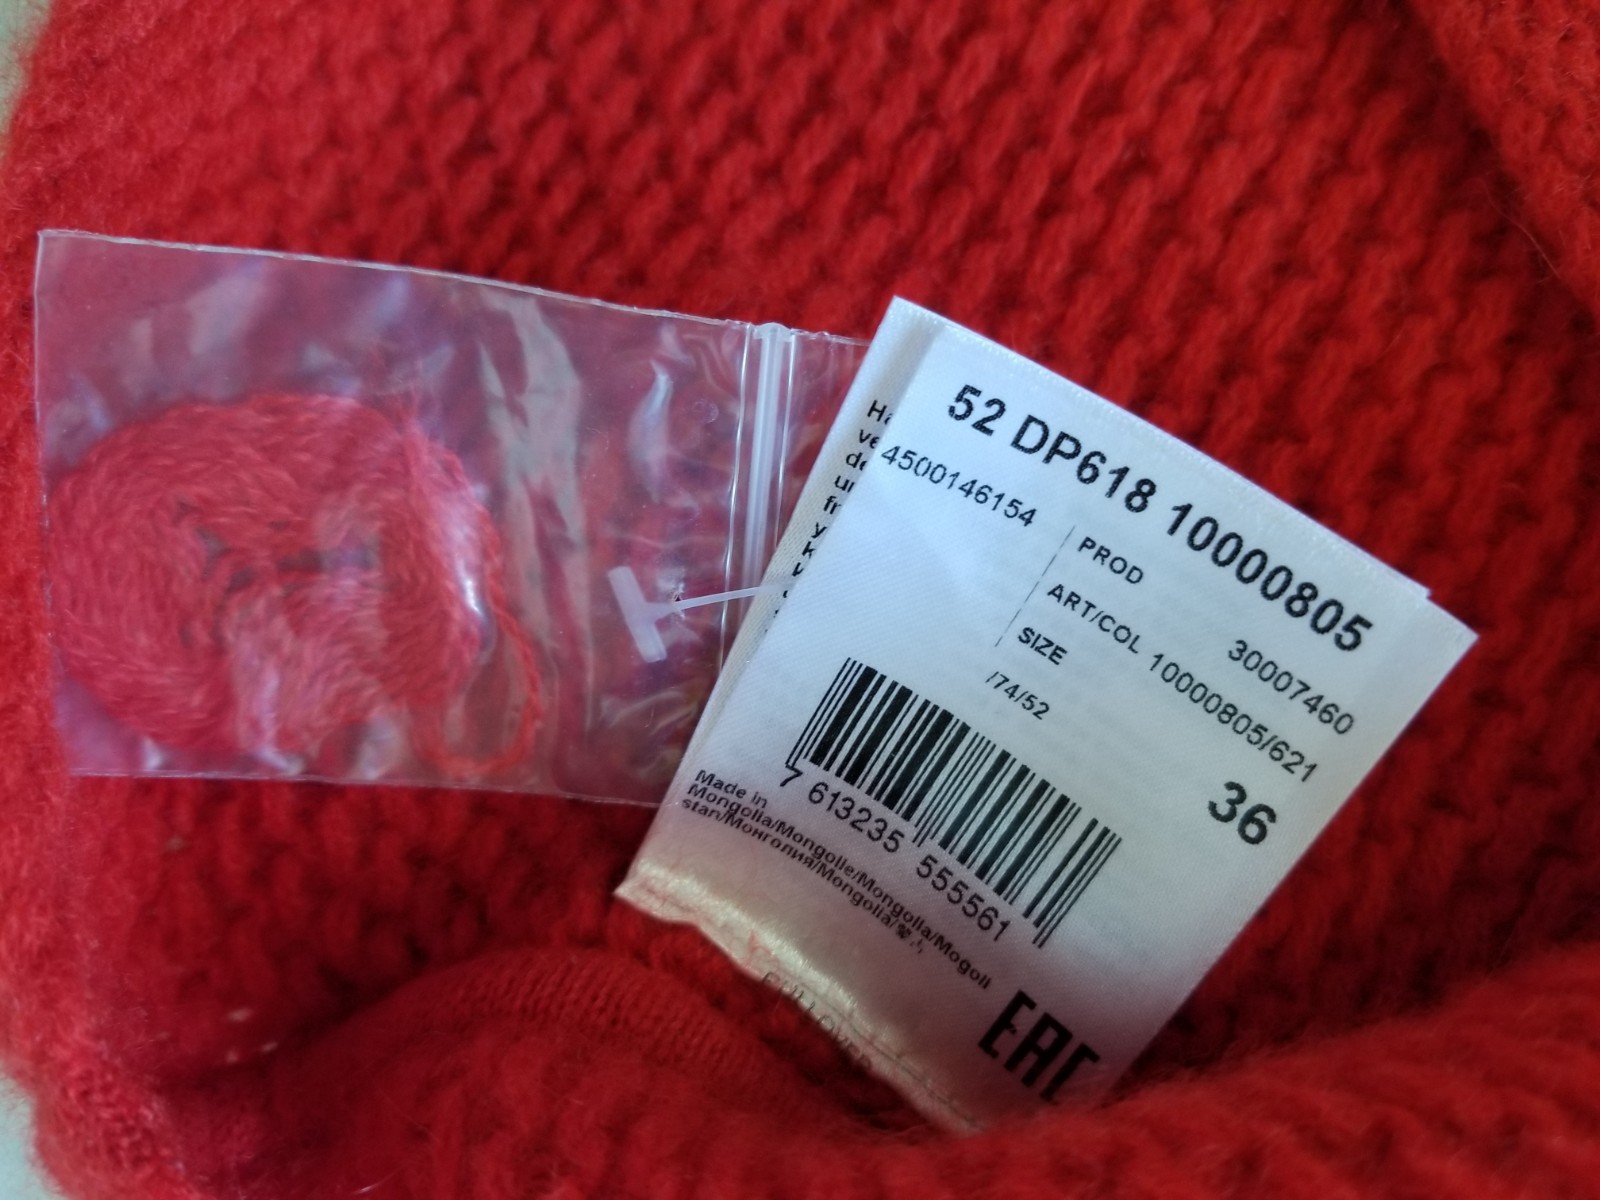 52 DP618 10000805
4500146154
PROD 30007460
ART/COL 10000805/621
SIZE 36
/74/52
7 613235 555561
Made in
Mongolia/Mongolie/Mongolia/Mogoli
stan/Монголия/Mongolia/
EAC